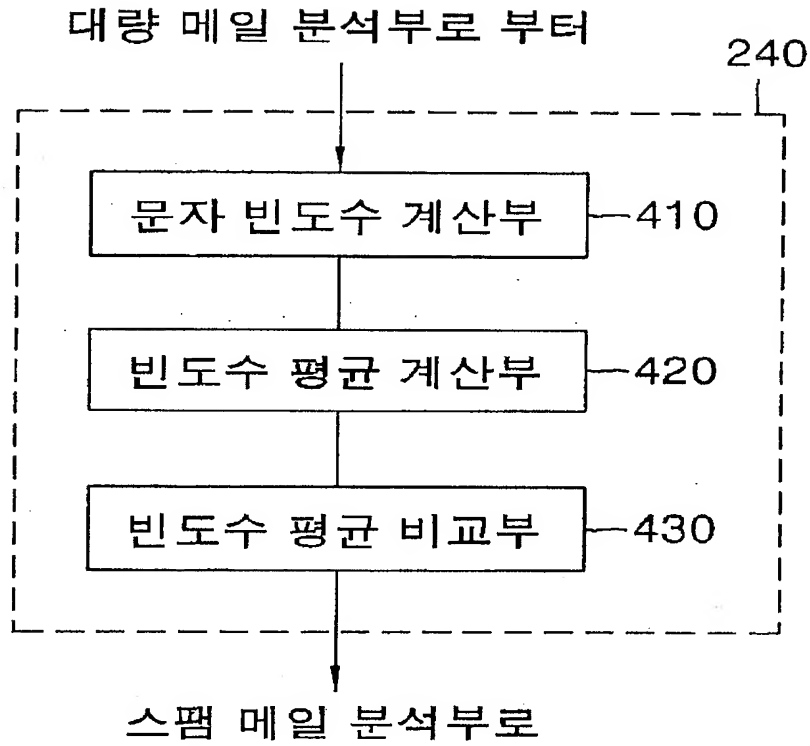 대량 메일 분석부로 부터
240
문자 빈도수 계산부 410
빈도수 평균 계산부 420
빈도수 평균 비교부 430
스팸 메일 분석부로